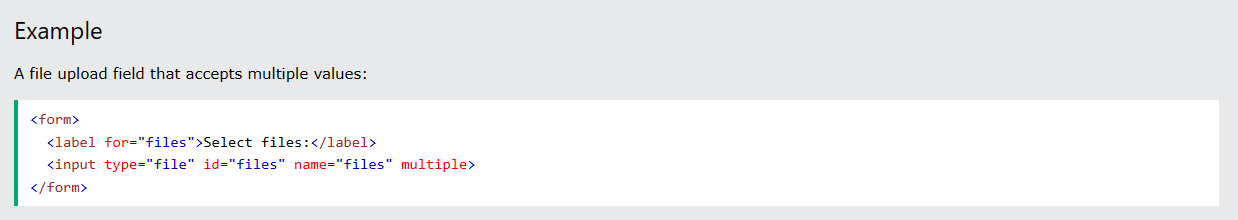 Example
A file upload field that accepts multiple values:
<form>
  <label for="files">Select files:</label>
  <input type="file" id="files" name="files" multiple>
</form>